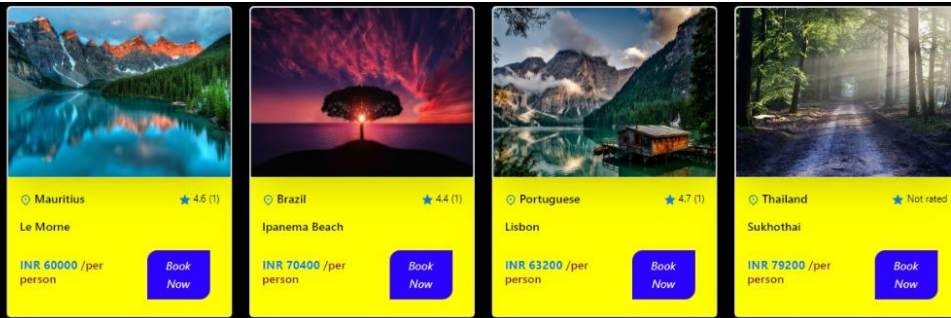 Mauritius 4.6 (1)
Le Morne
INR 60000 /per
person
Book
Now
Brazil 4.4 (1)
Ipanema Beach
INR 70400 /per
person
Book
Now
Portuguese 4.7 (1)
Lisbon
INR 63200 /per
person
Book
Now
Thailand Not rated
Sukhothai
INR 79200 /per
person
Book
Now